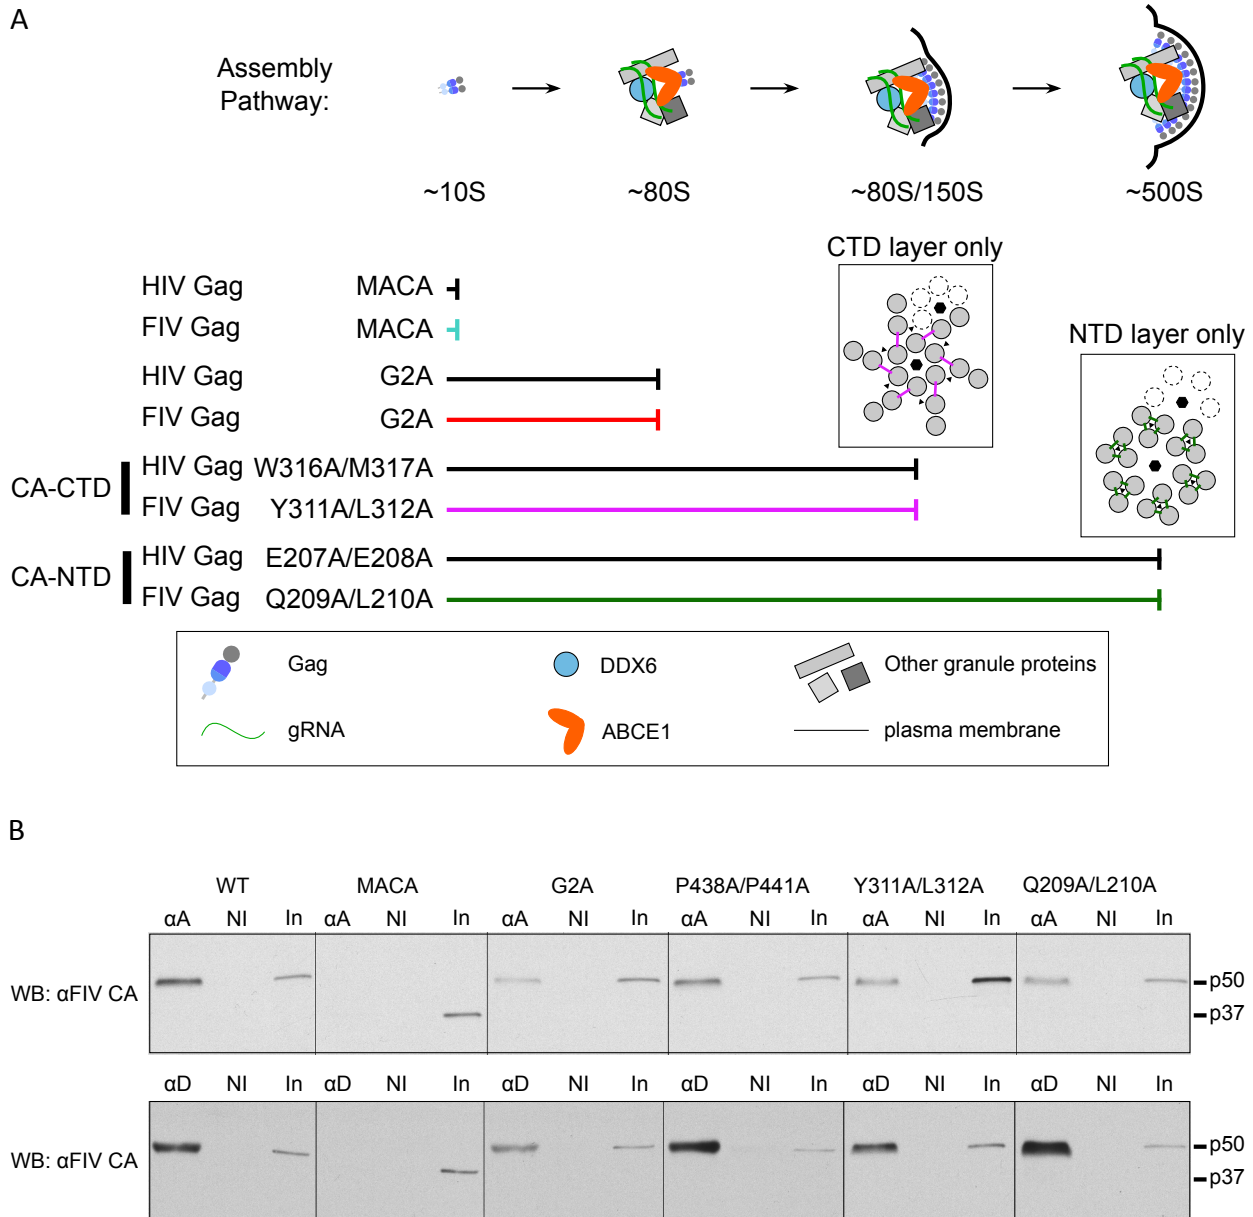 A
Assembly
Pathway:
~10S ~80S ~80S/150S ~500S
CTD layer only
NTD layer only
HIV Gag MACA
FIV Gag MACA
HIV Gag G2A
FIV Gag G2A
CA-CTD
HIV Gag W316A/M317A
FIV Gag Y311A/L312A
CA-NTD
HIV Gag E207A/E208A
FIV Gag Q209A/L210A
Gag DDX6 Other granule proteins
gRNA ABCE1 plasma membrane
B
WT MACA G2A P438A/P441A Y311A/L312A Q209A/L210A
αA NI In αA NI In αA NI In αA NI In αA NI In αA NI In
WB: αFIV CA
p50
p37
αD NI In αD NI In αD NI In αD NI In αD NI In αD NI In
WB: αFIV CA
p50
p37